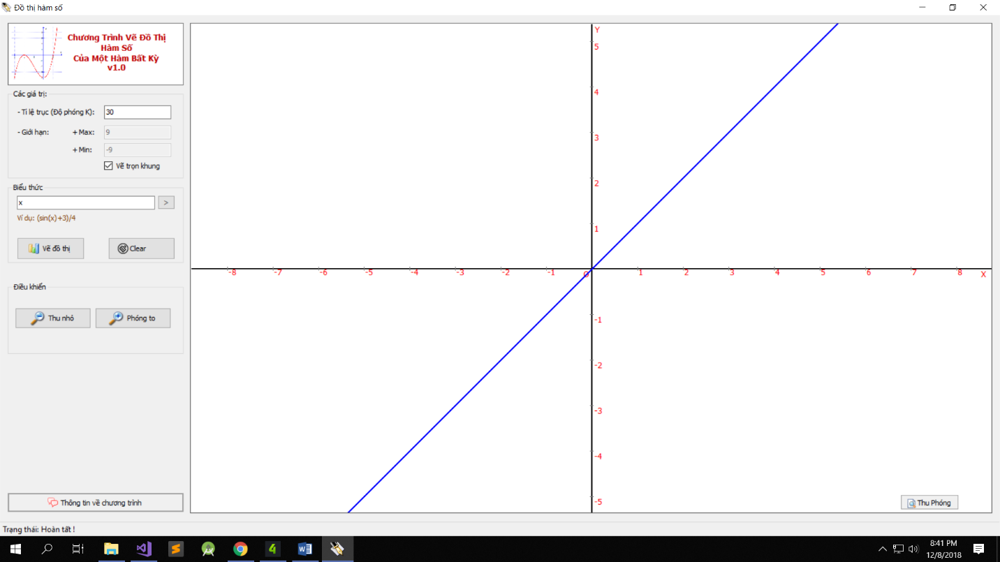 Đồ thị hàm số
Chương Trình Vẽ Đồ Thị
Hàm Số
Của Một Hàm Bất Kỳ
v1.0
Các giá trị:
- Tỉ lệ trục (Độ phóng K): 30
- Giới hạn: + Max: 9
+ Min: -9
Vẽ trọn khung
Biểu thức
x >
Ví dụ: (sin(x)+3)/4
Vẽ đồ thị Clear
Điều khiển
Thu nhỏ Phóng to
Thông tin về chương trình
Trạng thái: Hoàn tất !
Y
5
4
3
2
1
-8 -7 -6 -5 -4 -3 -2 -1 O 1 2 3 4 5 6 7 8 X
-1
-2
-3
-4
-5
Thu Phóng
8:41 PM
12/8/2018